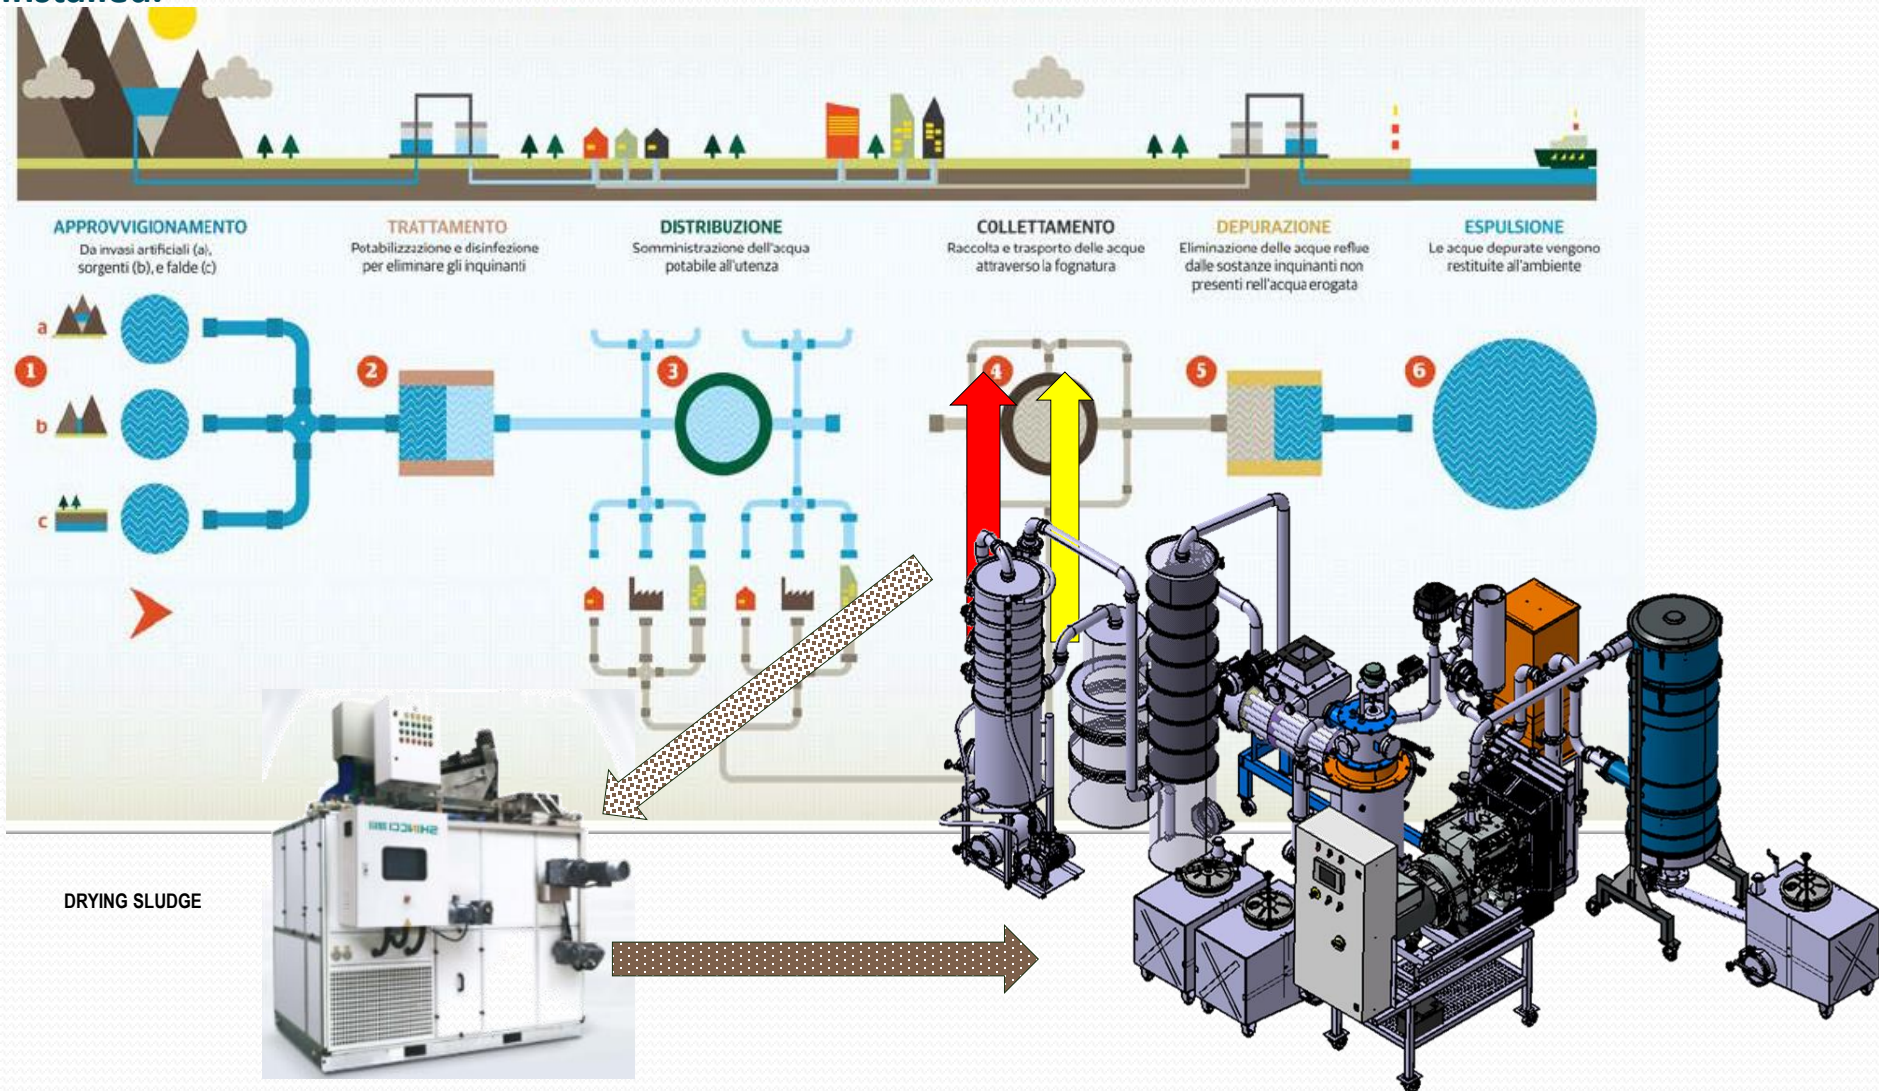 installed.
APPROVVIGIONAMENTO
Da invasi artificiali (a),
sorgenti (b), e falde (c)
TRATTAMENTO
Potabilizzazione e disinfezione
per eliminare gli inquinanti
DISTRIBUZIONE
Somministrazione dell'acqua
potabile all'utenza
COLLETTAMENTO
Raccolta e trasporto delle acque
attraverso la fognatura
DEPURAZIONE
Eliminazione delle acque reflue
dalle sostanze inquinanti non
presenti nell'acqua erogata
ESPULSIONE
Le acque depurate vengono
restituite all'ambiente
a
1
b
c
2
3
4
5
6
DRYING SLUDGE